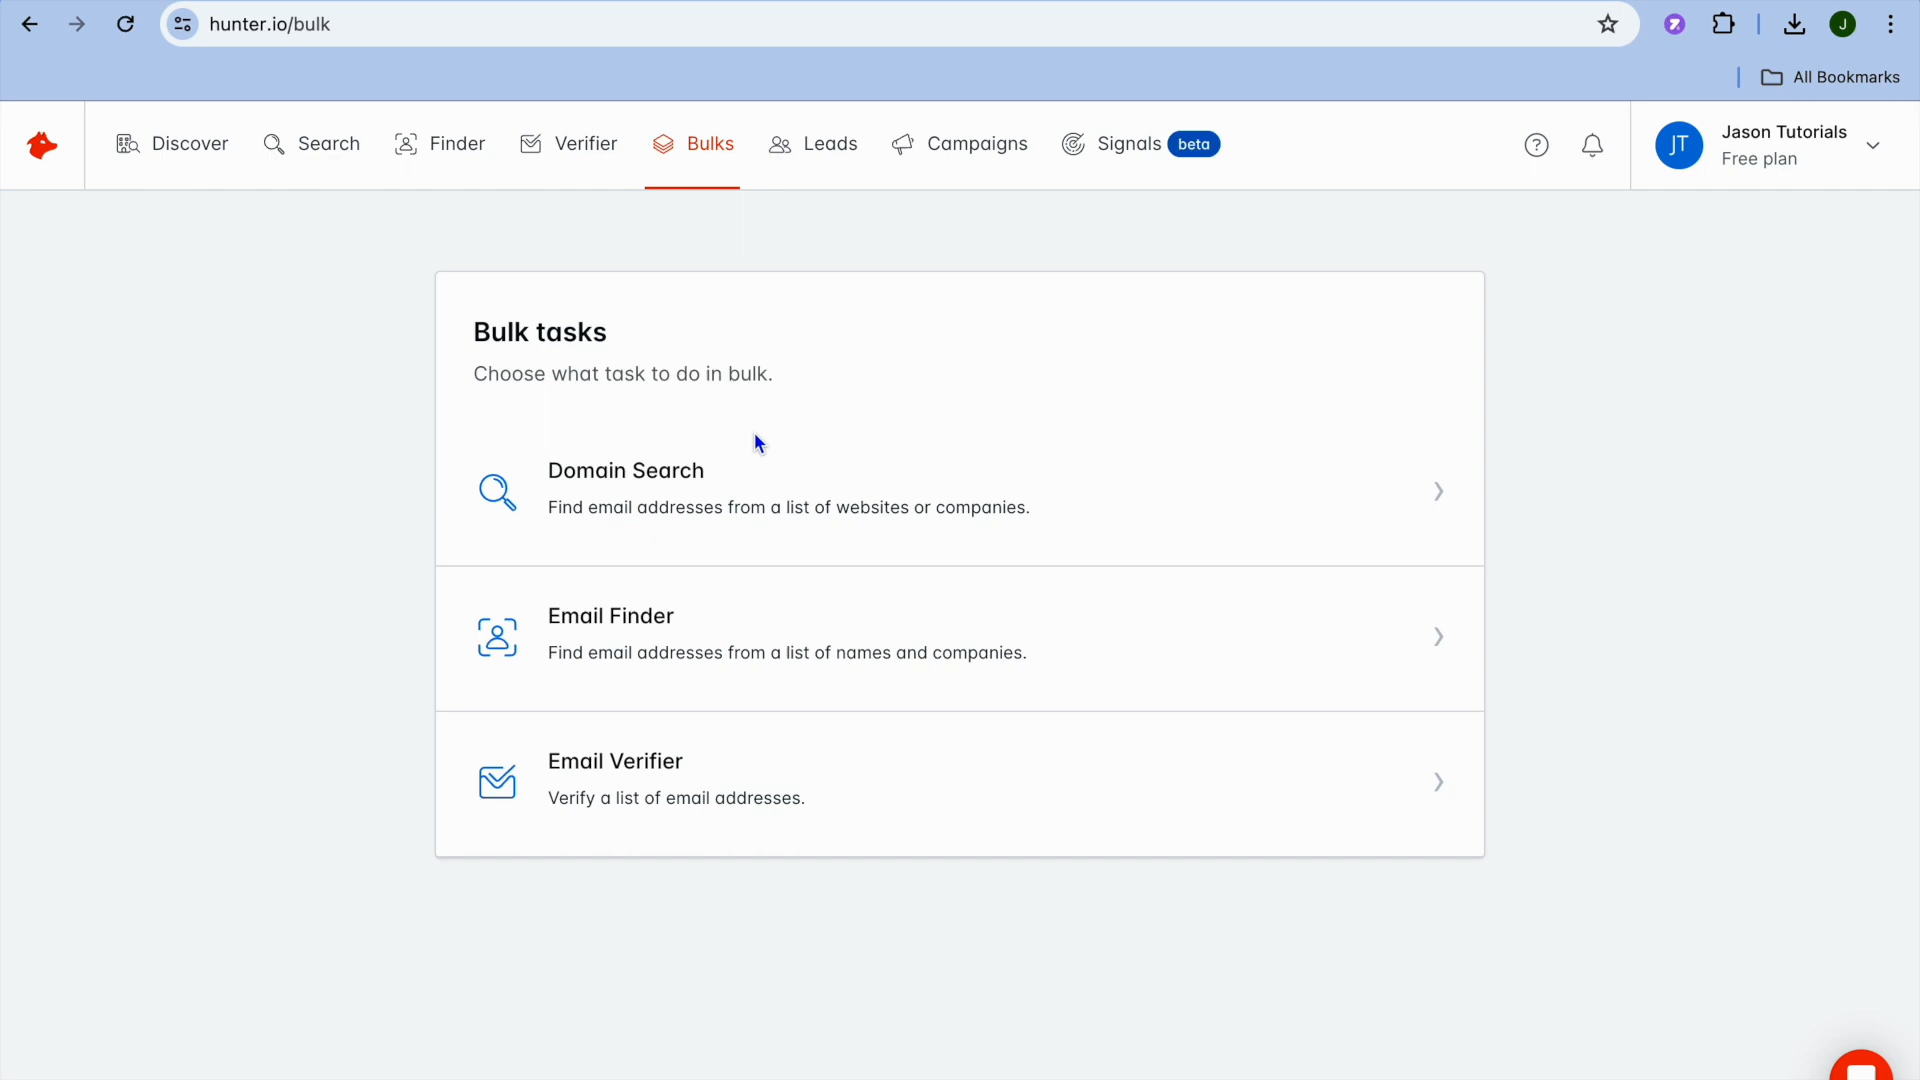 hunter.io/bulk
All Bookmarks
Discover Search Finder Verifier Bulks Leads Campaigns Signals beta
JT
Jason Tutorials
Free plan
J
Bulk tasks
Choose what task to do in bulk.
Domain Search
Find email addresses from a list of websites or companies.
Email Finder
Find email addresses from a list of names and companies.
Email Verifier
Verify a list of email addresses.